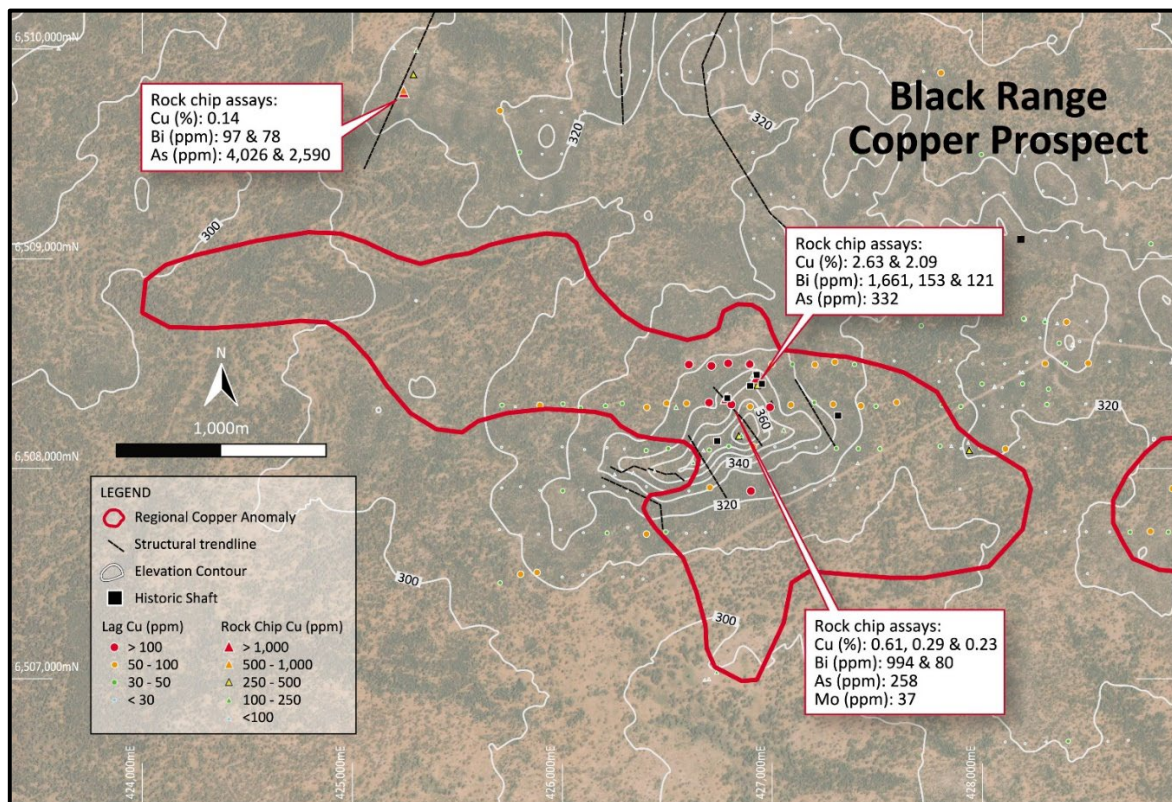 6,510,000mN
Black Range
Copper Prospect
Rock chip assays:
Cu (%): 0.14
Bi (ppm): 97 & 78
As (ppm): 4,026 & 2,590
320
320
300
6,509,000mN
Rock chip assays:
Cu (%): 2.63 & 2.09
Bi (ppm): 1,661, 153 & 121
As (ppm): 332
N
1,000m
360
320
340
6,508,000mN
320
LEGEND
Regional Copper Anomaly
Structural trendline
Elevation Contour
Historic Shaft
Lag Cu (ppm)
> 100
50 - 100
30 - 50
< 30
Rock Chip Cu (ppm)
> 1,000
500 - 1,000
250 - 500
100 - 250
<100
300
300
Rock chip assays:
Cu (%): 0.61, 0.29 & 0.23
Bi (ppm): 994 & 80
As (ppm): 258
Mo (ppm): 37
6,507,000mN
424,000mE
425,000mE
426,000mE
427,000mE
428,000mE